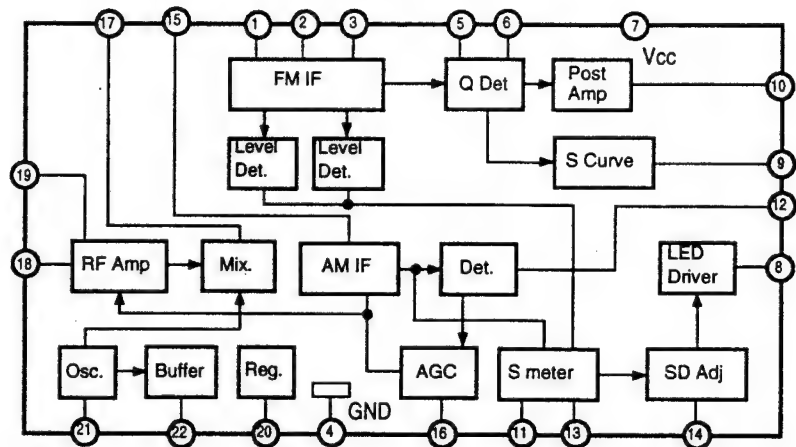 17 15 1 2 3 5 6 7
Vcc
FM IF
Q Det
Post
Amp
10
Level
Det.
Level
Det.
S Curve
9
19
12
18
RF Amp
Mix.
AM IF
Det.
LED
Driver
8
Osc.
Buffer
Reg.
GND
AGC
S meter
SD Adj
21 22 20 4 16 11 13 14